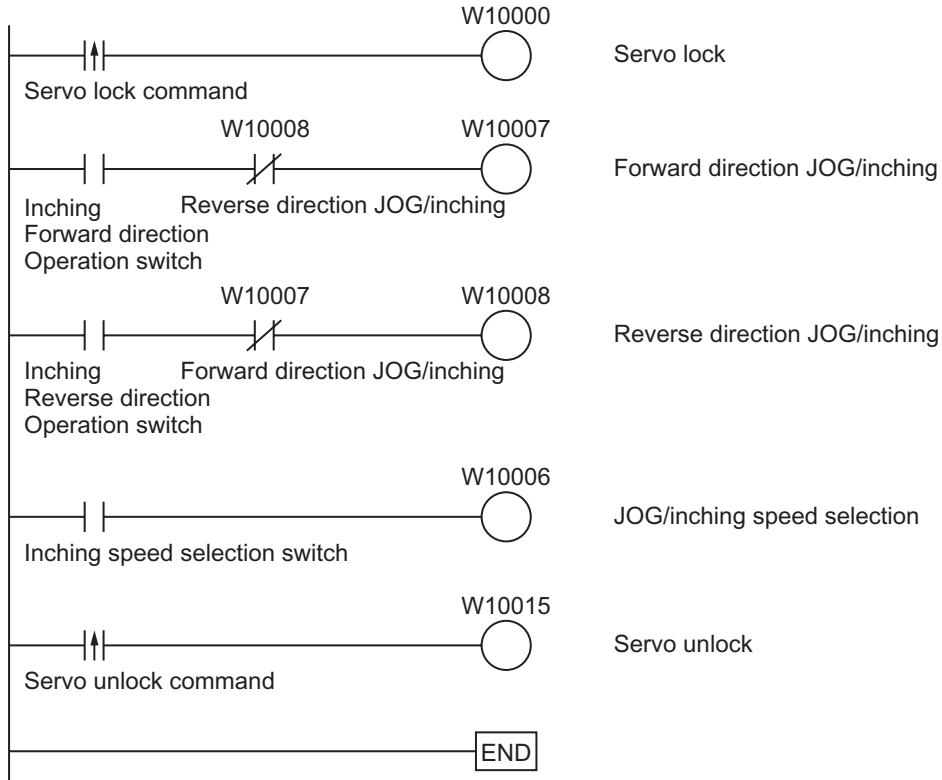 W10000
Servo lock
Servo lock command
W10008
W10007
Forward direction JOG/inching
Inching
Forward direction
Operation switch
Reverse direction JOG/inching
W10007
W10008
Reverse direction JOG/inching
Inching
Reverse direction
Operation switch
Forward direction JOG/inching
W10006
JOG/inching speed selection
Inching speed selection switch
W10015
Servo unlock
Servo unlock command
END